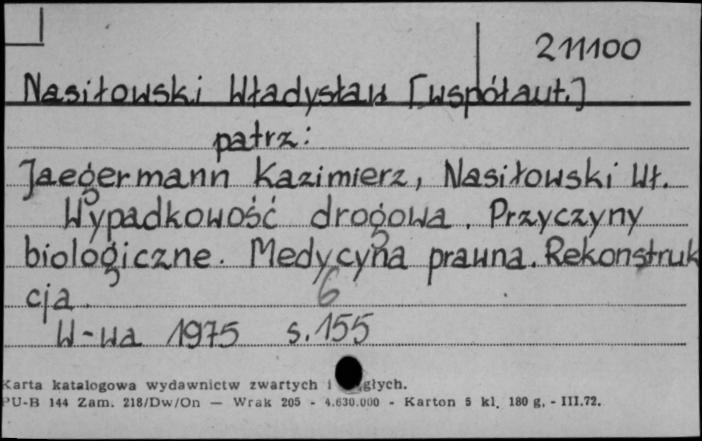 211100
Nasiłowski Władysław [współaut.]
patrz:
Jaegermann Kazimierz, Nasiłowski Wł.
Wypadkowość drogowa. Przyczyny
biologiczne. Medycyna prawna. Rekonstruk
cja.
6
W-wa 1975 s. 155
Karta katalogowa wydawnictw zwartych i
PU-B 144 Zam. 218/Dw/On — Wrak 205 - 4.630.000 - Karton 5 kl. 180 g. - III.72.